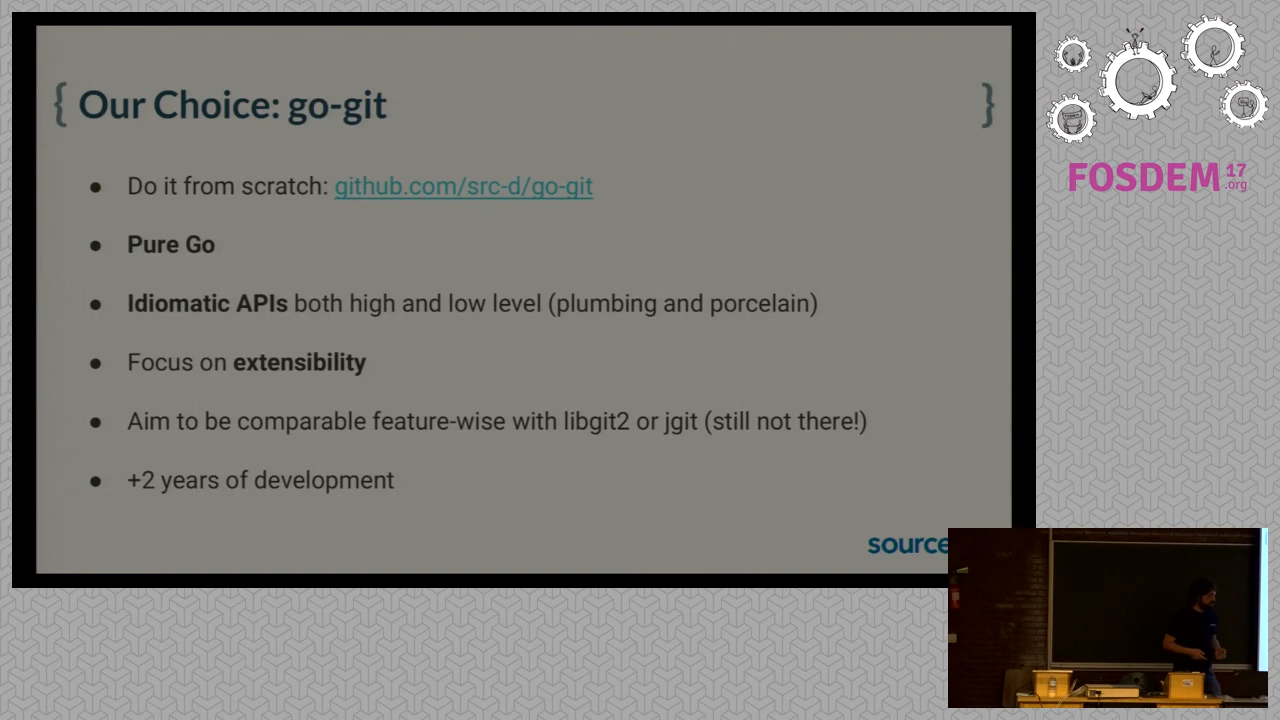 { Our Choice: go-git }
● Do it from scratch: github.com/src-d/go-git
● Pure Go
● Idiomatic APIs both high and low level (plumbing and porcelain)
● Focus on extensibility
● Aim to be comparable feature-wise with libgit2 or jgit (still not there!)
● +2 years of development
source
FOSDEM 17
.org